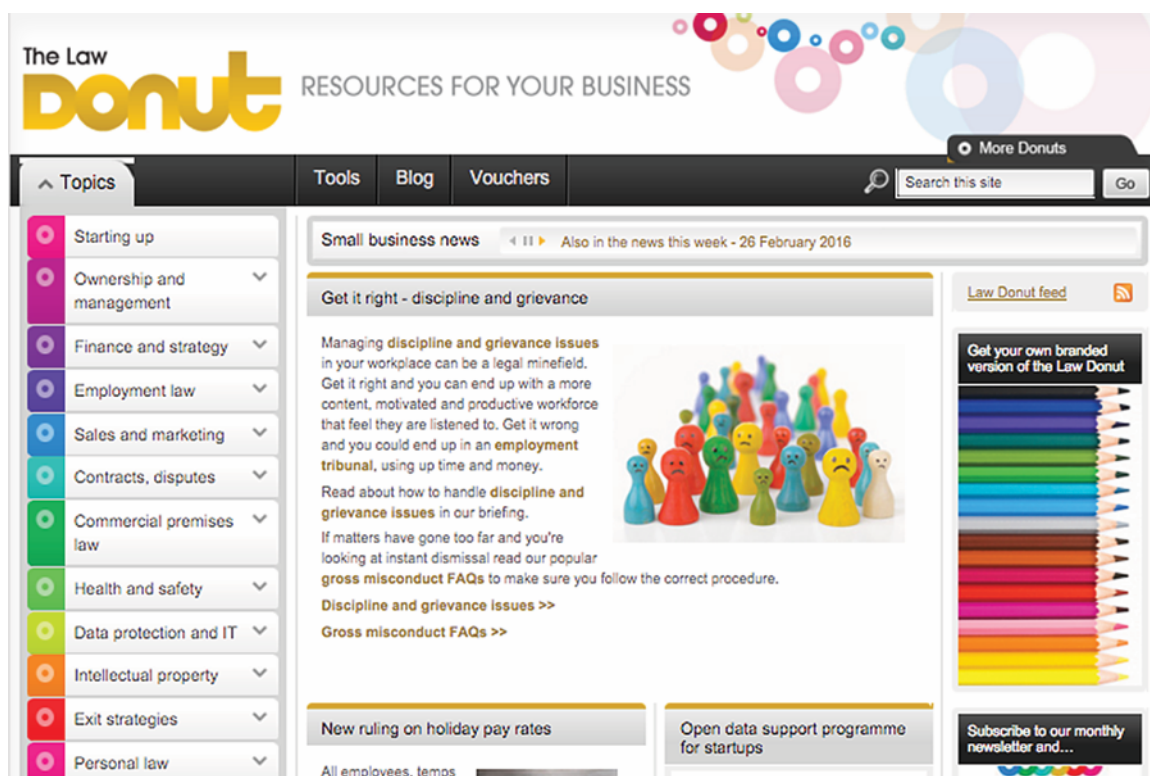 The Law
Donut
RESOURCES FOR YOUR BUSINESS
More Donuts
Topics
Tools
Blog
Vouchers
Search this site
Go
Starting up
Ownership and
management
Finance and strategy
Employment law
Sales and marketing
Contracts, disputes
Commercial premises
law
Health and safety
Data protection and IT
Intellectual property
Exit strategies
Personal law
Small business news
Also in the news this week - 26 February 2016
Get it right - discipline and grievance
Managing discipline and grievance issues
in your workplace can be a legal minefield.
Get it right and you can end up with a more
content, motivated and productive workforce
that feel they are listened to. Get it wrong
and you could end up in an employment
tribunal, using up time and money.
Read about how to handle discipline and
grievance issues in our briefing.
If matters have gone too far and you're
looking at instant dismissal read our popular
gross misconduct FAQs to make sure you follow the correct procedure.
Discipline and grievance issues >>
Gross misconduct FAQs >>
New ruling on holiday pay rates
All employees, temps
Open data support programme
for startups
Law Donut feed
Get your own branded
version of the Law Donut
Subscribe to our monthly
newsletter and...